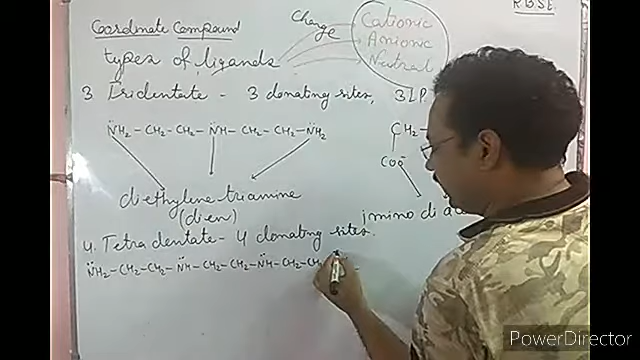 RBSE
Coordinate Compound
Charge
Cationic
Anionic
Neutral
types of ligands
3 Tridentate - 3 donating sites, 3 l.P.
N̈H₂ - CH₂ - CH₂ - N̈H - CH₂ - CH₂ - N̈H₂
CH₂ -
COO⁻
diethylene triamine
(dien)
imino di
4. Tetradentate - 4 donating sites.
N̈H₂ - CH₂ - CH₂ - N̈H - CH₂ - CH₂ - N̈H - CH₂ - CH₂
PowerDirector